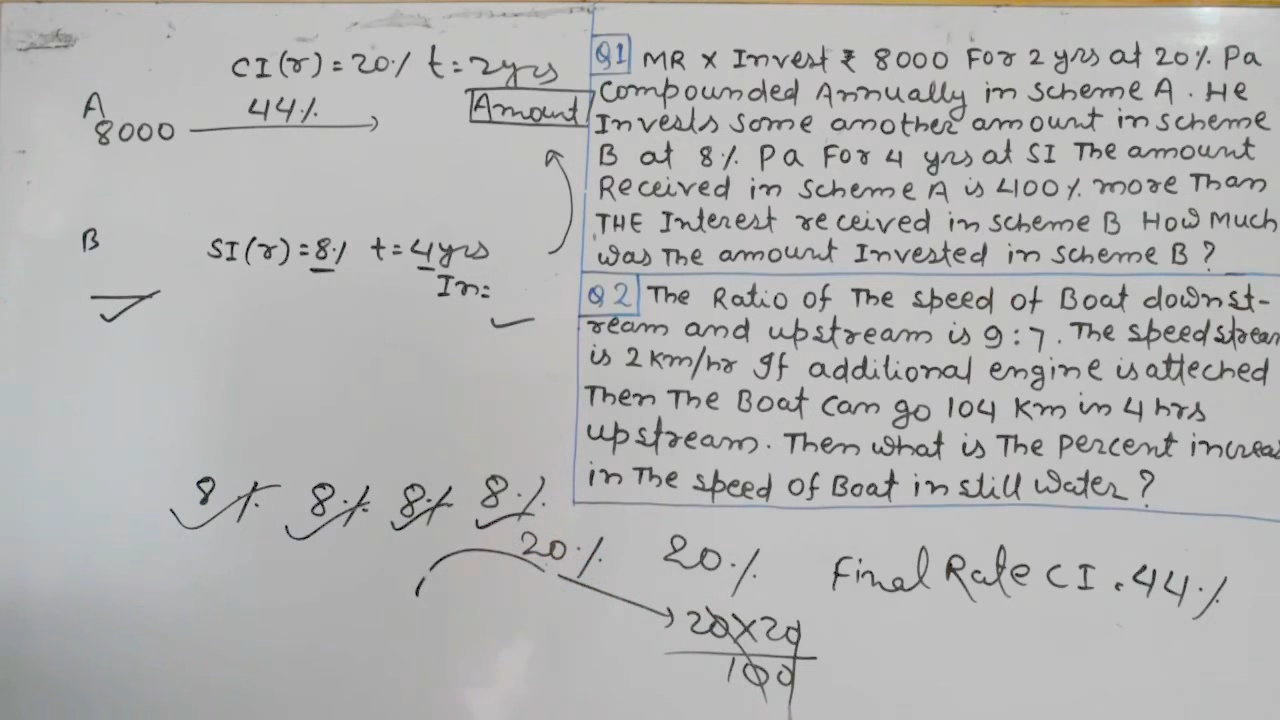 CI(r) = 20% t = 2yrs
A
44%
8000
Amount
B
SI(r) = 8% t = 4yrs
In =
8% 8% 8% 8%
20% 20% Final Rate CI = 44%
20X20
100
Q1 MR X Invest ₹ 8000 For 2 yrs at 20% Pa
Compounded Annually in scheme A. He
Invests some another amount in scheme
B at 8% Pa For 4 yrs at SI The amount
Received in scheme A is 400% more Than
THE Interest received in scheme B How Much
was The amount Invested in scheme B ?
Q2 The Ratio of The speed of Boat downst-
ream and upstream is 9:7. The speed stream
is 2 km/hr If additional engine is atteched
Then The Boat can go 104 Km in 4 hrs
upstream. Then what is The Percent increas
in The speed of Boat in still water ?